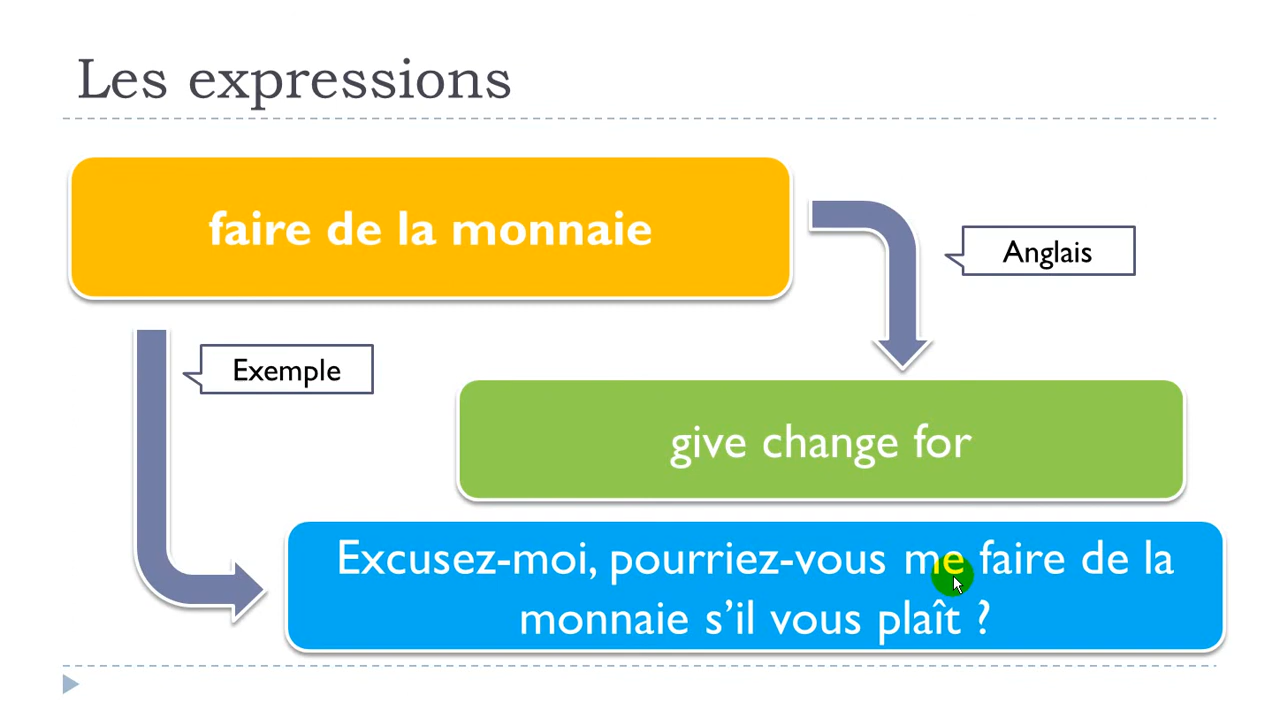 Les expressions
faire de la monnaie
Anglais
Exemple
give change for
Excusez-moi, pourriez-vous me faire de la
monnaie s’il vous plaît ?